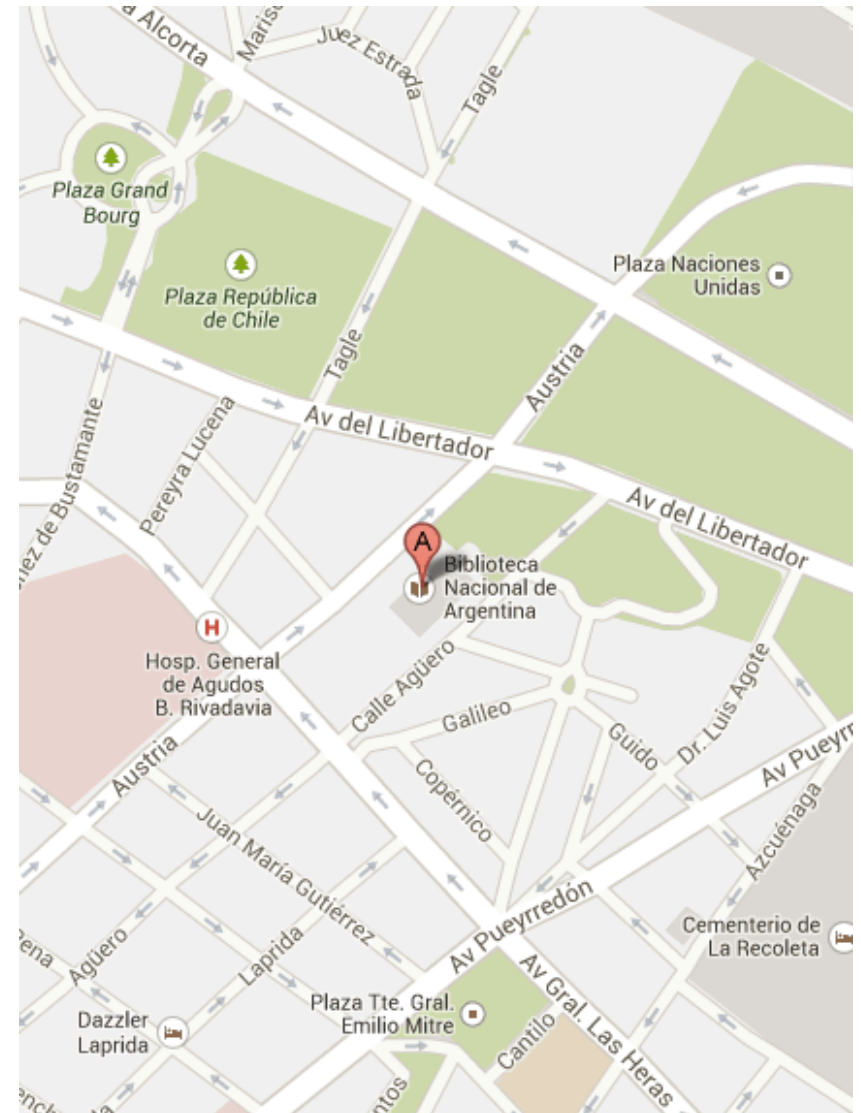 Alcorta
Juez Estrada
Tagle
Plaza Grand
Bourg
Plaza República
de Chile
Plaza Naciones
Unidas
Tagle
Austria
Av del Libertador
Pereyra Lucena
ñez de Bustamante
Av del Libertador
A
Biblioteca
Nacional de
Argentina
H
Hosp. General
de Agudos
B. Rivadavia
Calle Agüero
Galileo
Guido
Dr. Luis Agote
Av Pueyrr
Austria
Copérnico
Azcuénaga
Juan María Gutiérrez
Av Pueyrredón
Cementerio de
La Recoleta
Agüero
Laprida
Av Gral. Las Heras
Plaza Tte. Gral.
Emilio Mitre
Cantilo
Dazzler
Laprida